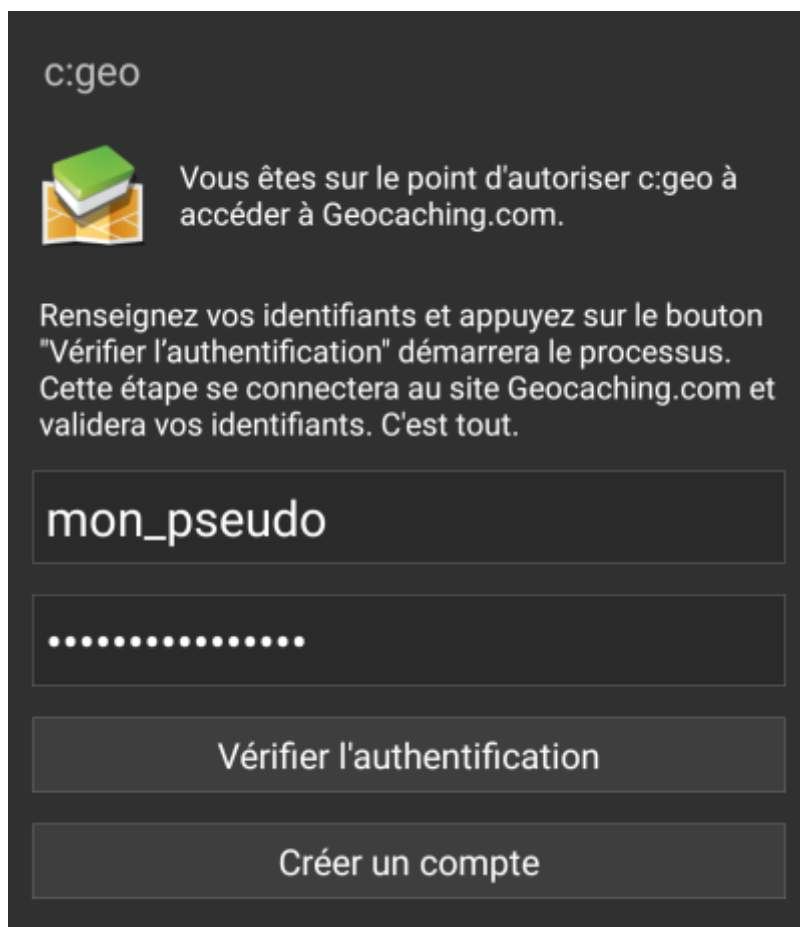 c:geo
Vous êtes sur le point d'autoriser c:geo à
accéder à Geocaching.com.
Renseignez vos identifiants et appuyez sur le bouton
"Vérifier l’authentification" démarrera le processus.
Cette étape se connectera au site Geocaching.com et
validera vos identifiants. C'est tout.
mon_pseudo
••••••••••••••••
Vérifier l'authentification
Créer un compte